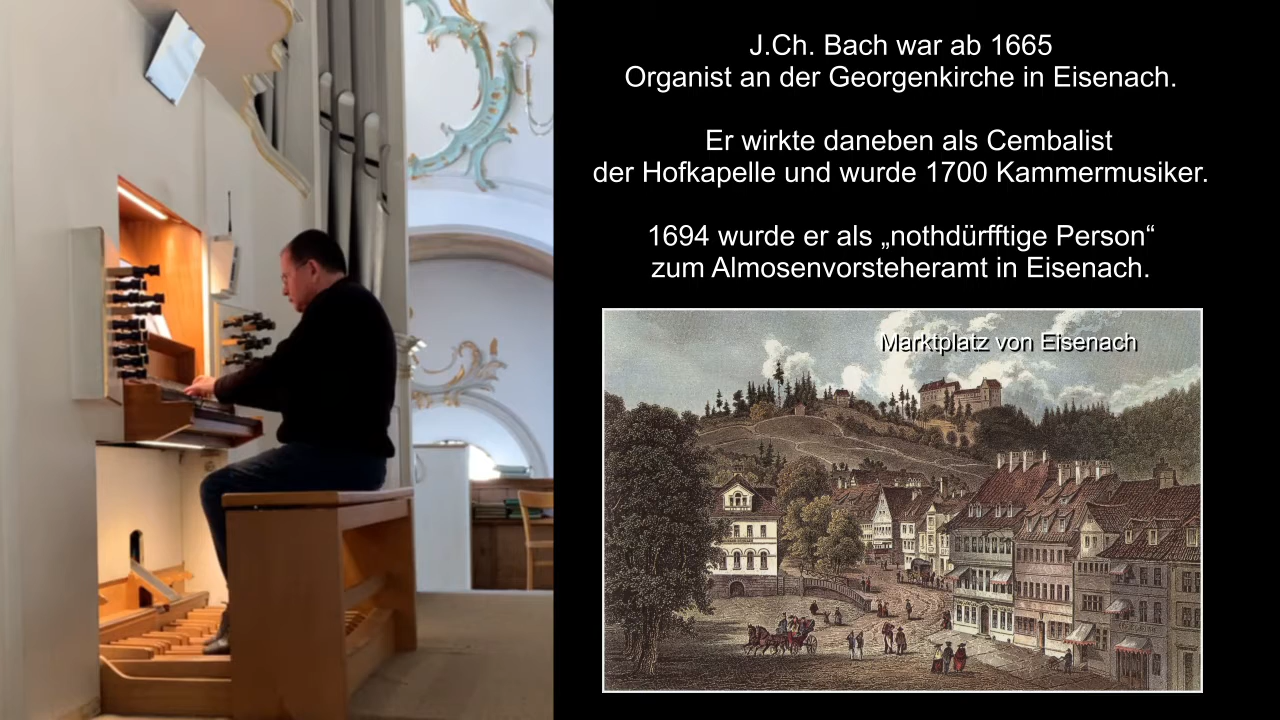 J.Ch. Bach war ab 1665
Organist an der Georgenkirche in Eisenach.
Er wirkte daneben als Cembalist
der Hofkapelle und wurde 1700 Kammermusiker.
1694 wurde er als „nothdürfftige Person“
zum Almosenvorsteheramt in Eisenach.
Marktplatz von Eisenach